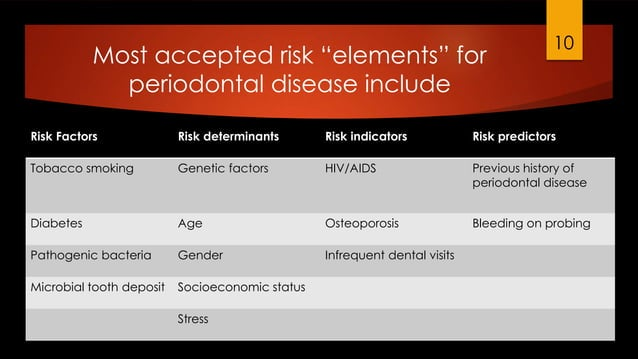 10
Most accepted risk “elements” for
periodontal disease include
Risk Factors Risk determinants Risk indicators Risk predictors
Tobacco smoking Genetic factors HIV/AIDS Previous history of
periodontal disease
Diabetes Age Osteoporosis Bleeding on probing
Pathogenic bacteria Gender Infrequent dental visits
Microbial tooth deposit Socioeconomic status
Stress